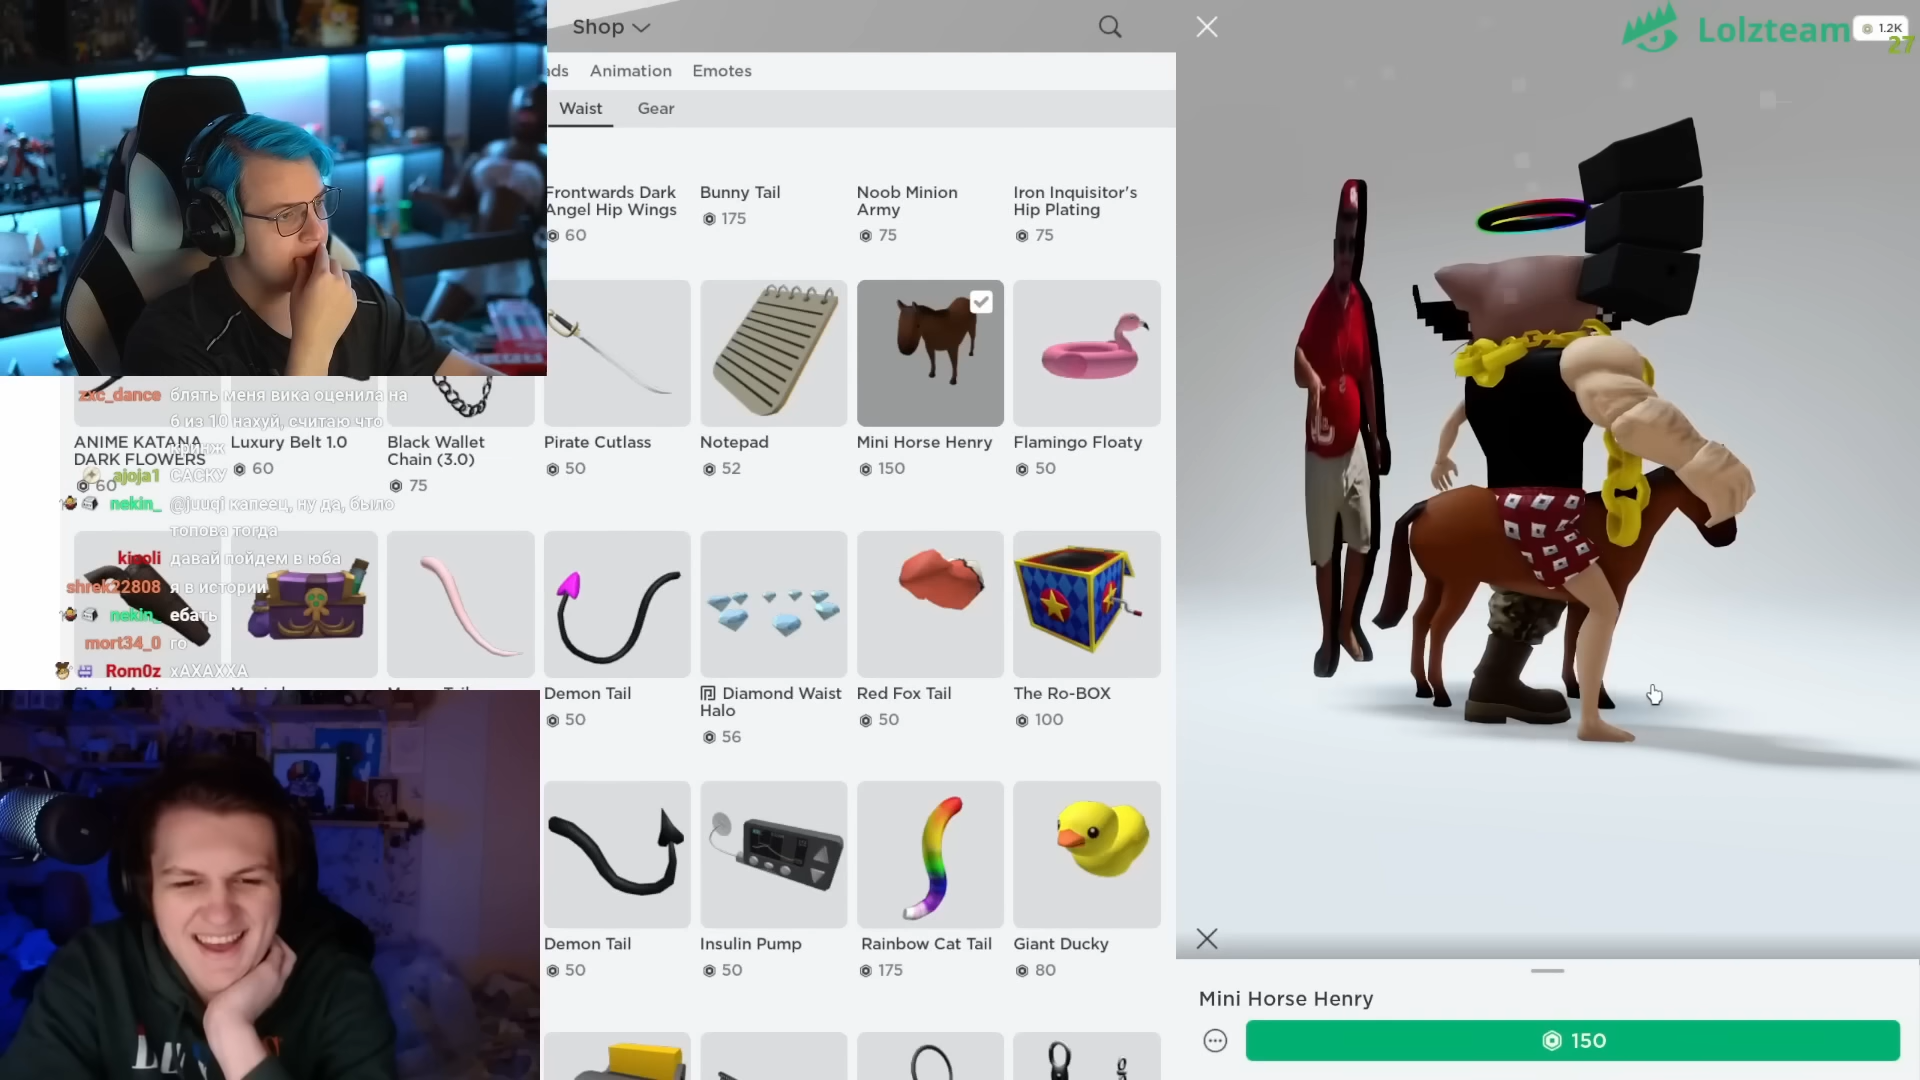 Shop
Lolzteam
1.2K
27
ds Animation Emotes
Waist Gear
Frontwards Dark
Angel Hip Wings
60
Bunny Tail
175
Noob Minion
Army
75
Iron Inquisitor's
Hip Plating
75
zxc_dance блять меня вика оценила на
6 из 10 нахуй, считаю что
кринж
ajoja1 САСКУ
nekin_ @juuqi капеец, ну да, было
топова тогда
kinoli давай пойдем в юба
shrek22808 я в истории
nekin_ ебать
mort34_0 го
Rom0z хАХАХХА
ANIME KATANA
DARK FLOWERS
60
Luxury Belt 1.0
60
Black Wallet
Chain (3.0)
75
Pirate Cutlass
50
Notepad
52
Mini Horse Henry
150
Flamingo Floaty
50
Demon Tail
50
Diamond Waist
Halo
56
Red Fox Tail
50
The Ro-BOX
100
Demon Tail
50
Insulin Pump
50
Rainbow Cat Tail
175
Giant Ducky
80
Mini Horse Henry
150